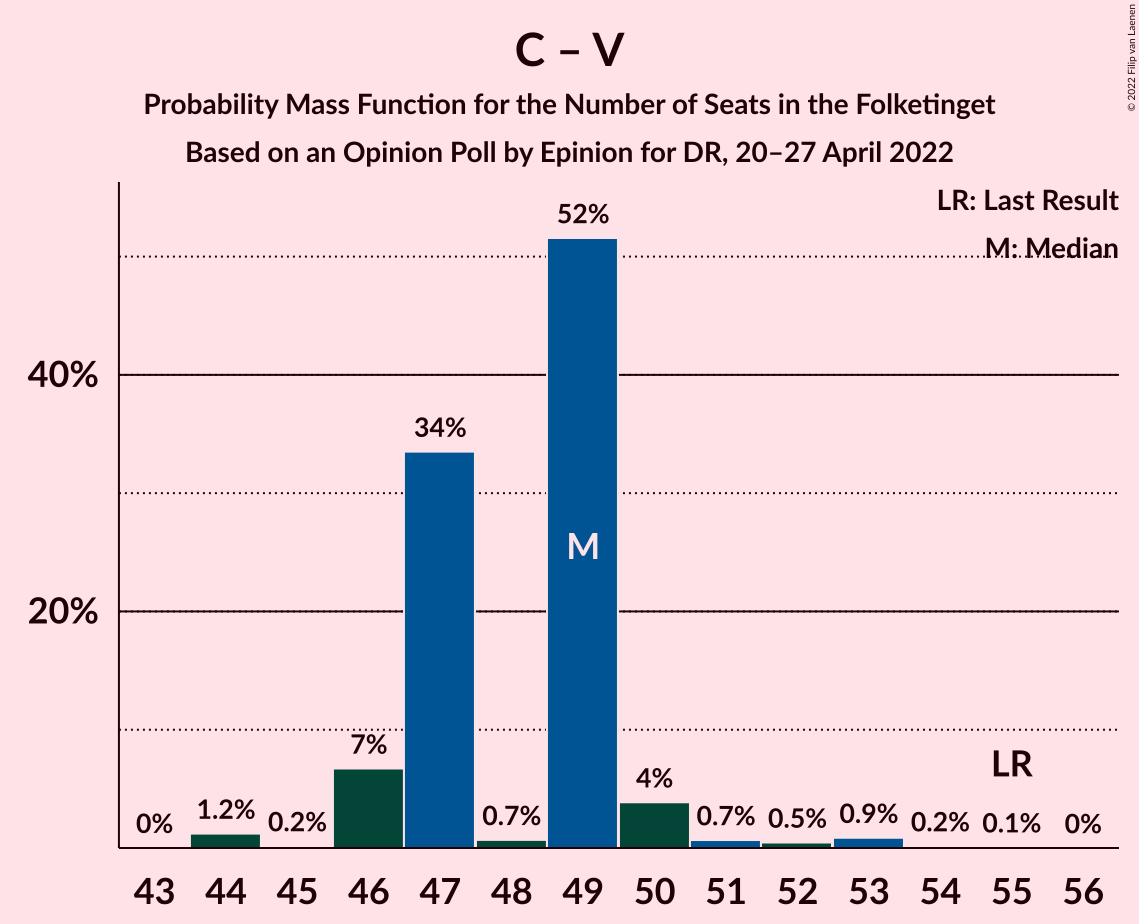 C – V
Probability Mass Function for the Number of Seats in the Folketinget
Based on an Opinion Poll by Epinion for DR, 20–27 April 2022
© 2022 Filip van Laenen
LR: Last Result
M: Median
40%
20%
0%
1.2%
0.2%
7%
34%
0.7%
52%
M
4%
0.7%
0.5%
0.9%
0.2%
LR
0.1%
0%
43 44 45 46 47 48 49 50 51 52 53 54 55 56